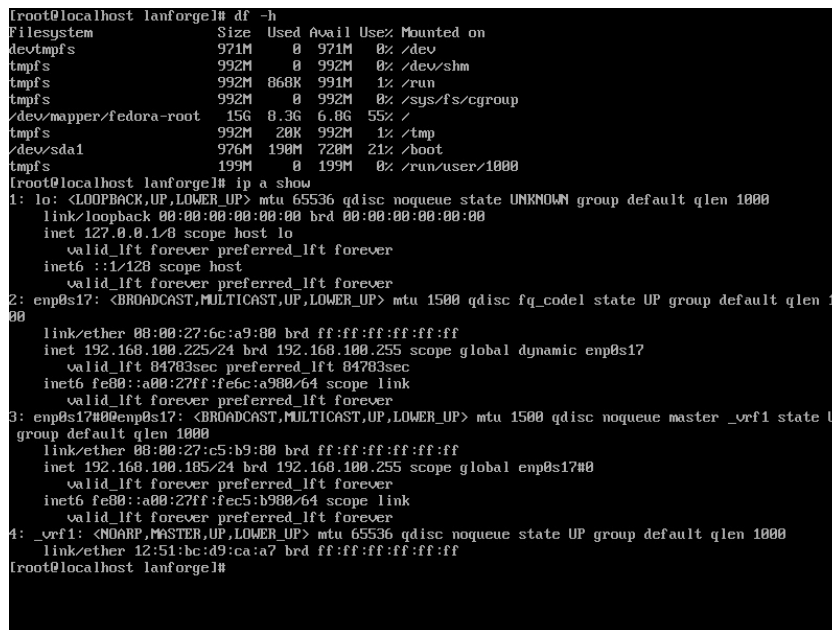 [root@localhost lanforge]# df -h
Filesystem               Size  Used Avail Use% Mounted on
devtmpfs                 971M     0  971M   0% /dev
tmpfs                    992M     0  992M   0% /dev/shm
tmpfs                    992M  868K  991M   1% /run
tmpfs                    992M     0  992M   0% /sys/fs/cgroup
/dev/mapper/fedora-root   15G  8.3G  6.8G  55% /
tmpfs                    992M   20K  992M   1% /tmp
/dev/sda1                976M  190M  720M  21% /boot
tmpfs                    199M     0  199M   0% /run/user/1000
[root@localhost lanforge]# ip a show
1: lo: <LOOPBACK,UP,LOWER_UP> mtu 65536 qdisc noqueue state UNKNOWN group default qlen 1000
    link/loopback 00:00:00:00:00:00 brd 00:00:00:00:00:00
    inet 127.0.0.1/8 scope host lo
       valid_lft forever preferred_lft forever
    inet6 ::1/128 scope host
       valid_lft forever preferred_lft forever
2: enp0s17: <BROADCAST,MULTICAST,UP,LOWER_UP> mtu 1500 qdisc fq_codel state UP group default qlen 1
00
    link/ether 08:00:27:6c:a9:80 brd ff:ff:ff:ff:ff:ff
    inet 192.168.100.225/24 brd 192.168.100.255 scope global dynamic enp0s17
       valid_lft 84783sec preferred_lft 84783sec
    inet6 fe80::a00:27ff:fe6c:a980/64 scope link
       valid_lft forever preferred_lft forever
3: enp0s17#0@enp0s17: <BROADCAST,MULTICAST,UP,LOWER_UP> mtu 1500 qdisc noqueue master _vrf1 state U
 group default qlen 1000
    link/ether 08:00:27:c5:b9:80 brd ff:ff:ff:ff:ff:ff
    inet 192.168.100.185/24 brd 192.168.100.255 scope global enp0s17#0
       valid_lft forever preferred_lft forever
    inet6 fe80::a00:27ff:fec5:b980/64 scope link
       valid_lft forever preferred_lft forever
4: _vrf1: <NOARP,MASTER,UP,LOWER_UP> mtu 65536 qdisc noqueue state UP group default qlen 1000
    link/ether 12:51:bc:d9:ca:a7 brd ff:ff:ff:ff:ff:ff
[root@localhost lanforge]#